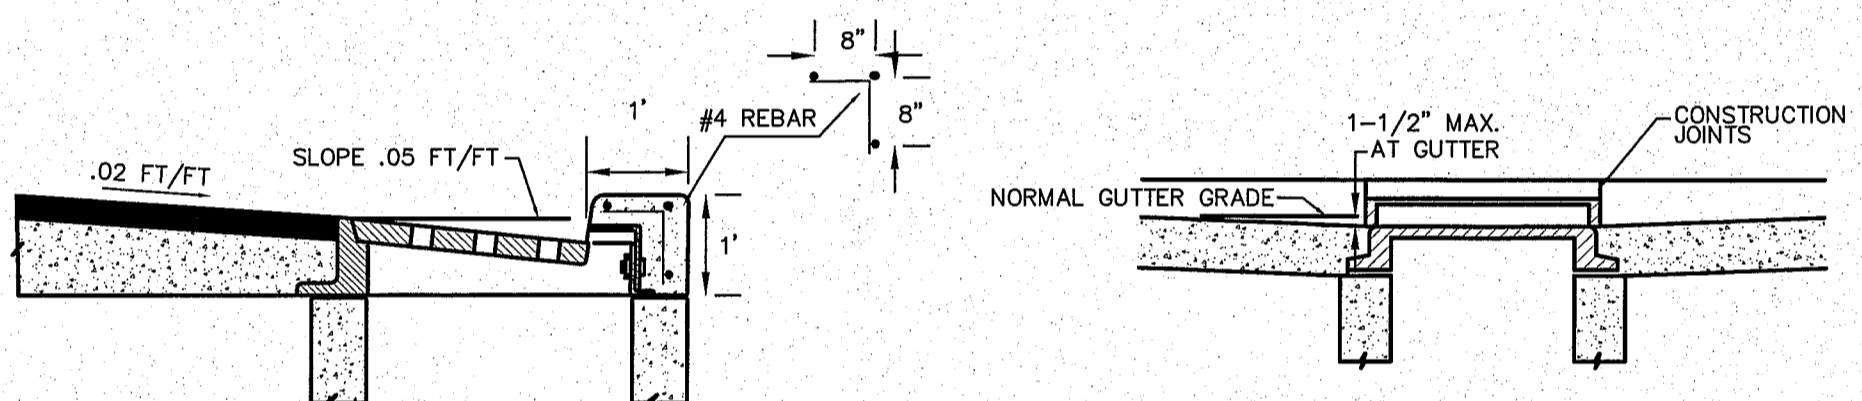 8"
8"
1'
#4 REBAR
SLOPE .05 FT/FT
.02 FT/FT
1'
1-1/2" MAX.
AT GUTTER
CONSTRUCTION
JOINTS
NORMAL GUTTER GRADE